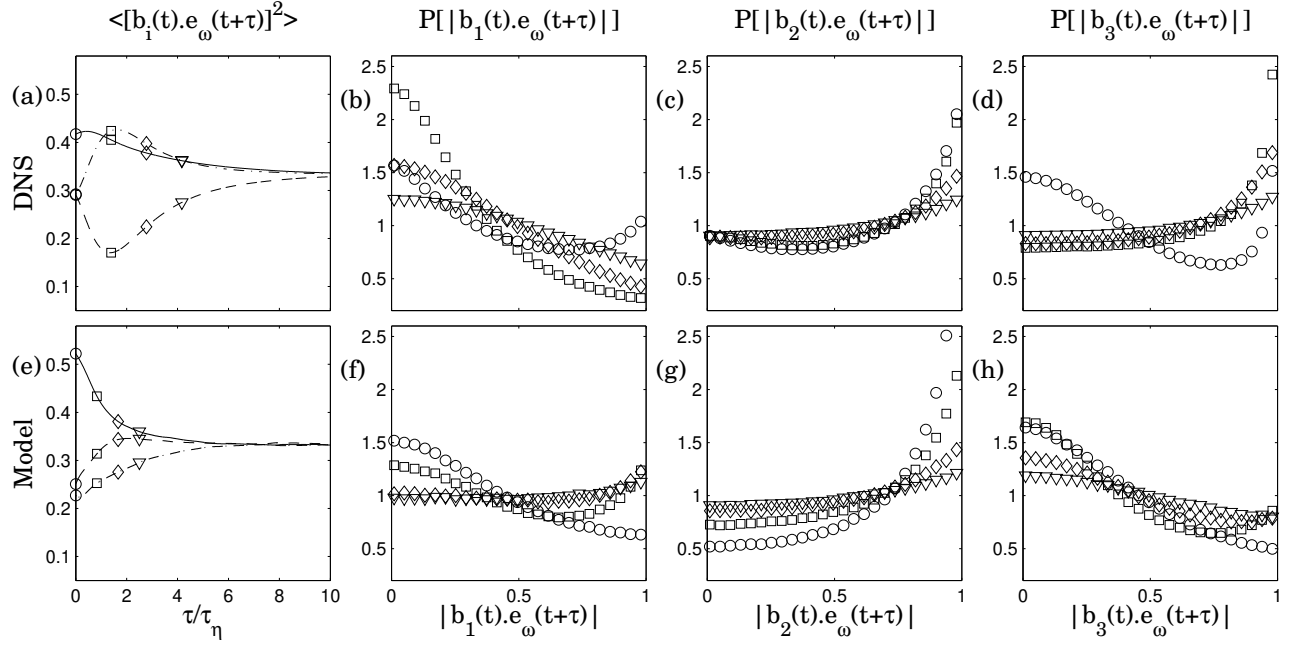 <[b_i(t).e_ω(t+τ)]^2>
P[|b_1(t).e_ω(t+τ)|]
P[|b_2(t).e_ω(t+τ)|]
P[|b_3(t).e_ω(t+τ)|]
(a)
DNS
0.5
0.4
0.3
0.2
0.1
(b)
2.5
2
1.5
1
0.5
(c)
2.5
2
1.5
1
0.5
(d)
2.5
2
1.5
1
0.5
(e)
Model
0.5
0.4
0.3
0.2
0.1
0 2 4 6 8 10
τ/τ_η
(f)
2.5
2
1.5
1
0.5
0 0.5 1
|b_1(t).e_ω(t+τ)|
(g)
2.5
2
1.5
1
0.5
0 0.5 1
|b_2(t).e_ω(t+τ)|
(h)
2.5
2
1.5
1
0.5
0 0.5 1
|b_3(t).e_ω(t+τ)|